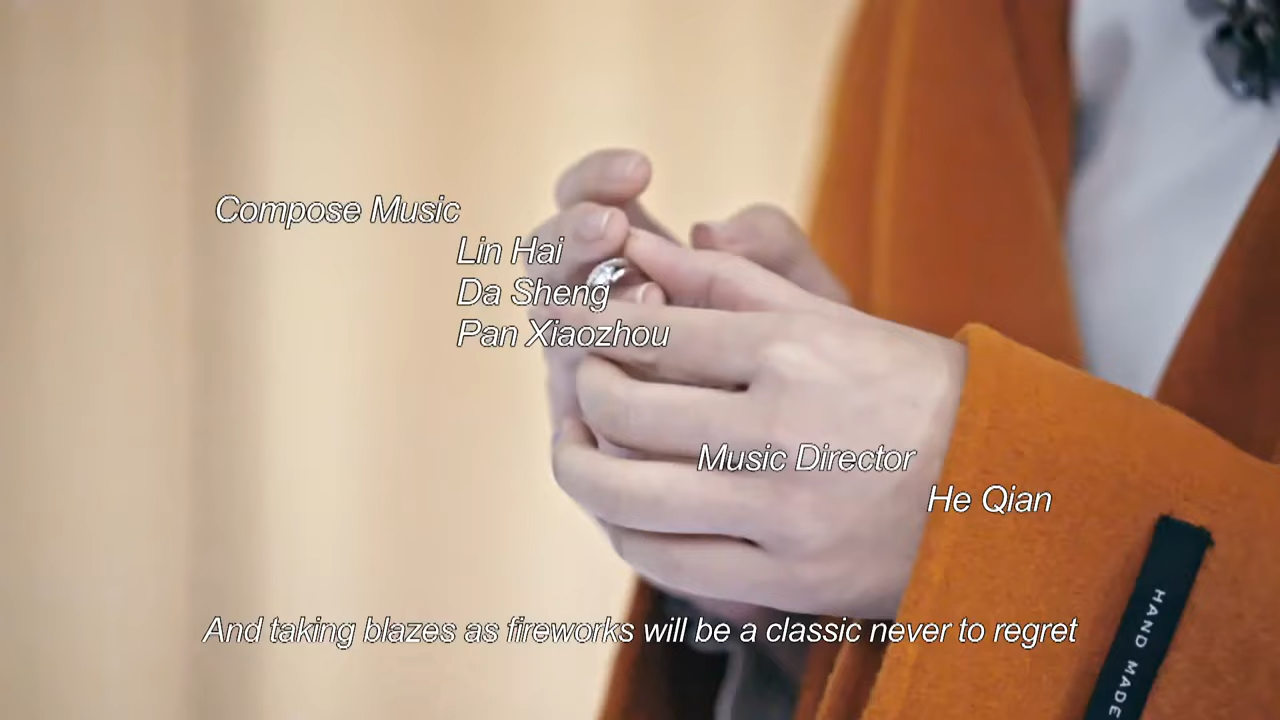 Compose Music
Lin Hai
Da Sheng
Pan Xiaozhou
Music Director
He Qian
And taking blazes as fireworks will be a classic never to regret
HAND MADE